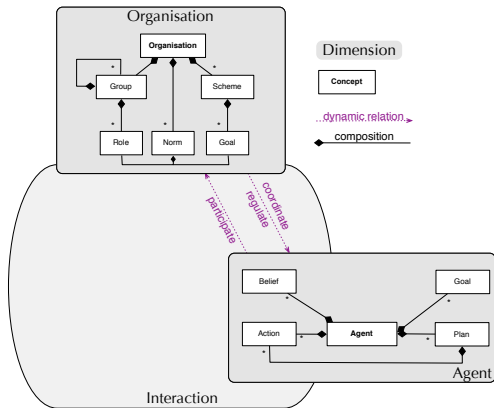 Organisation
Organisation
*
*
*
Group
Scheme
*
*
Role
Norm
Goal
Dimension
Concept
dynamic relation
composition
coordinate
regulate
participate
Belief
Goal
*
*
Action
Agent
Plan
*
*
*
*
Agent
Interaction